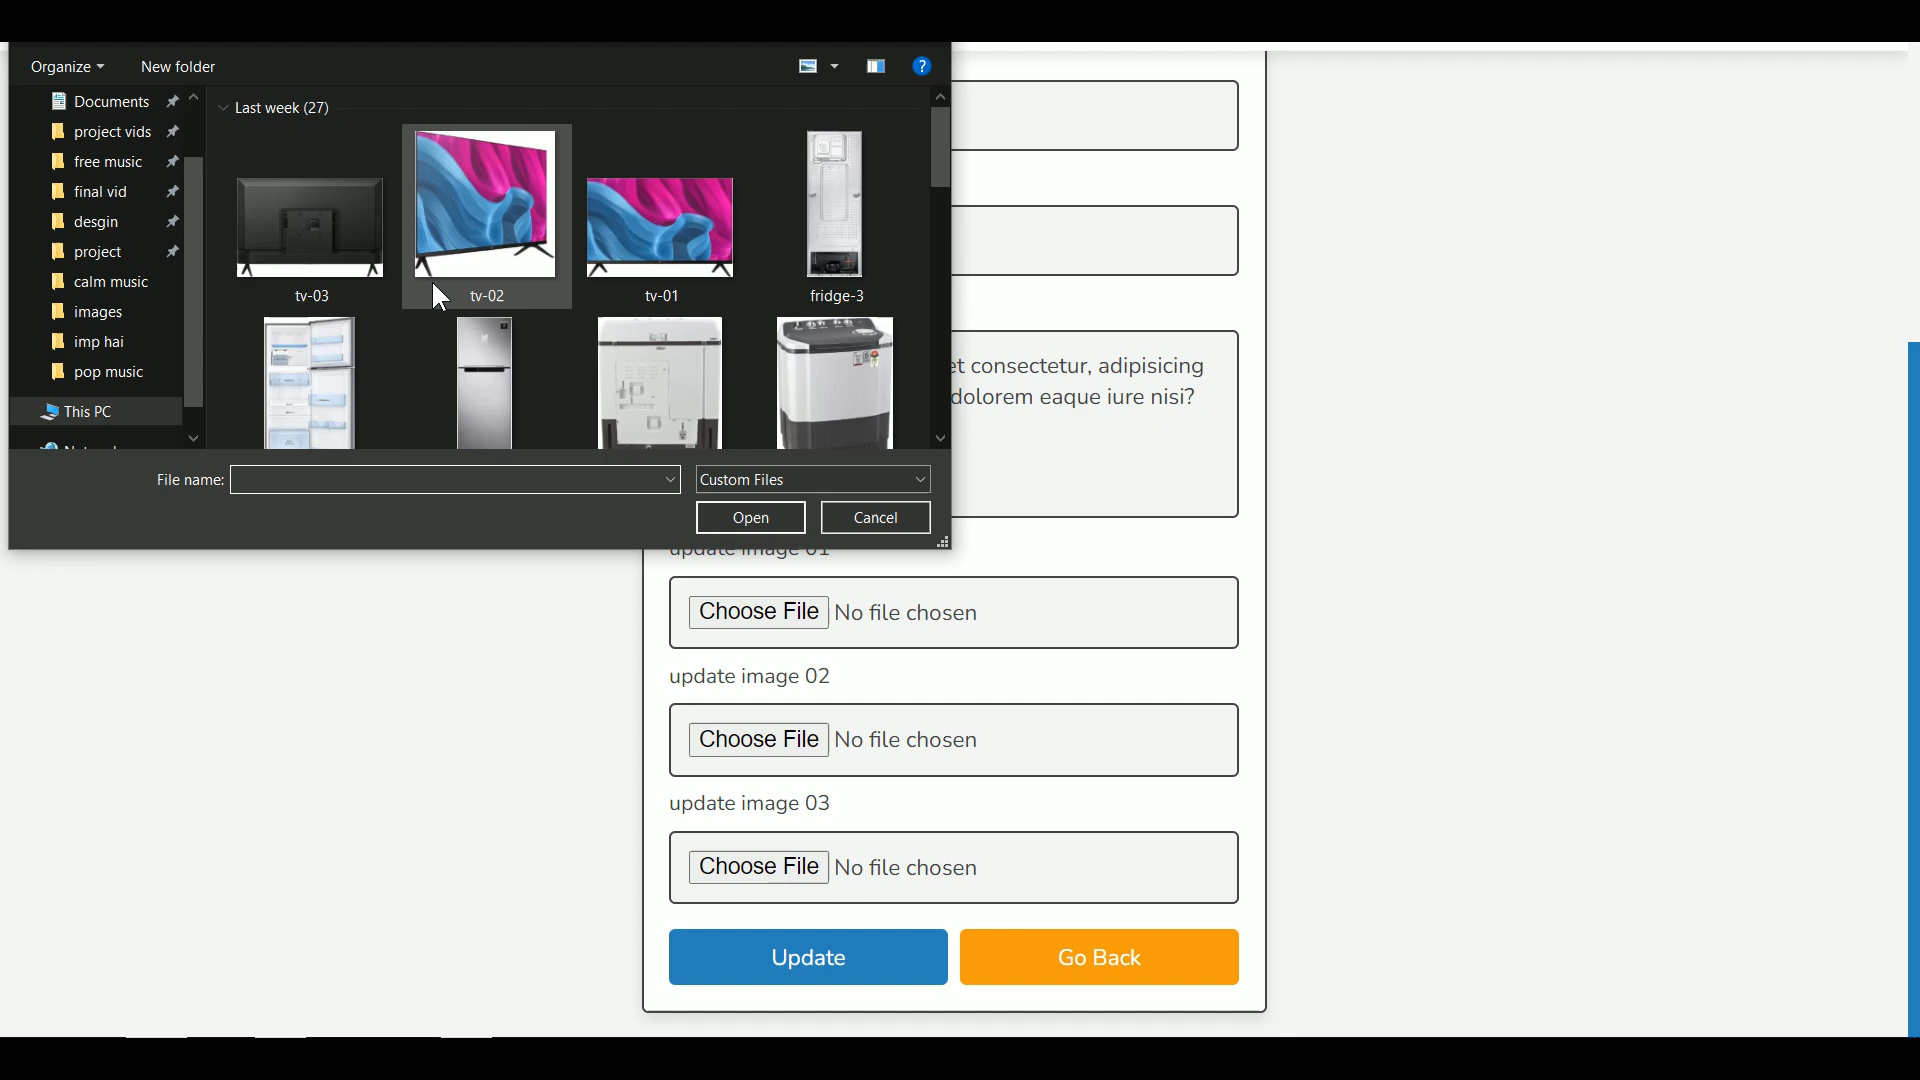 Organize
New folder
?
Documents
project vids
free music
final vid
desgin
project
calm music
images
imp hai
pop music
This PC
Last week (27)
tv-03
tv-02
tv-01
fridge-3
File name:
Custom Files
Open
Cancel
et consectetur, adipisicing
dolorem eaque iure nisi?
update image 01
Choose File No file chosen
update image 02
Choose File No file chosen
update image 03
Choose File No file chosen
Update
Go Back